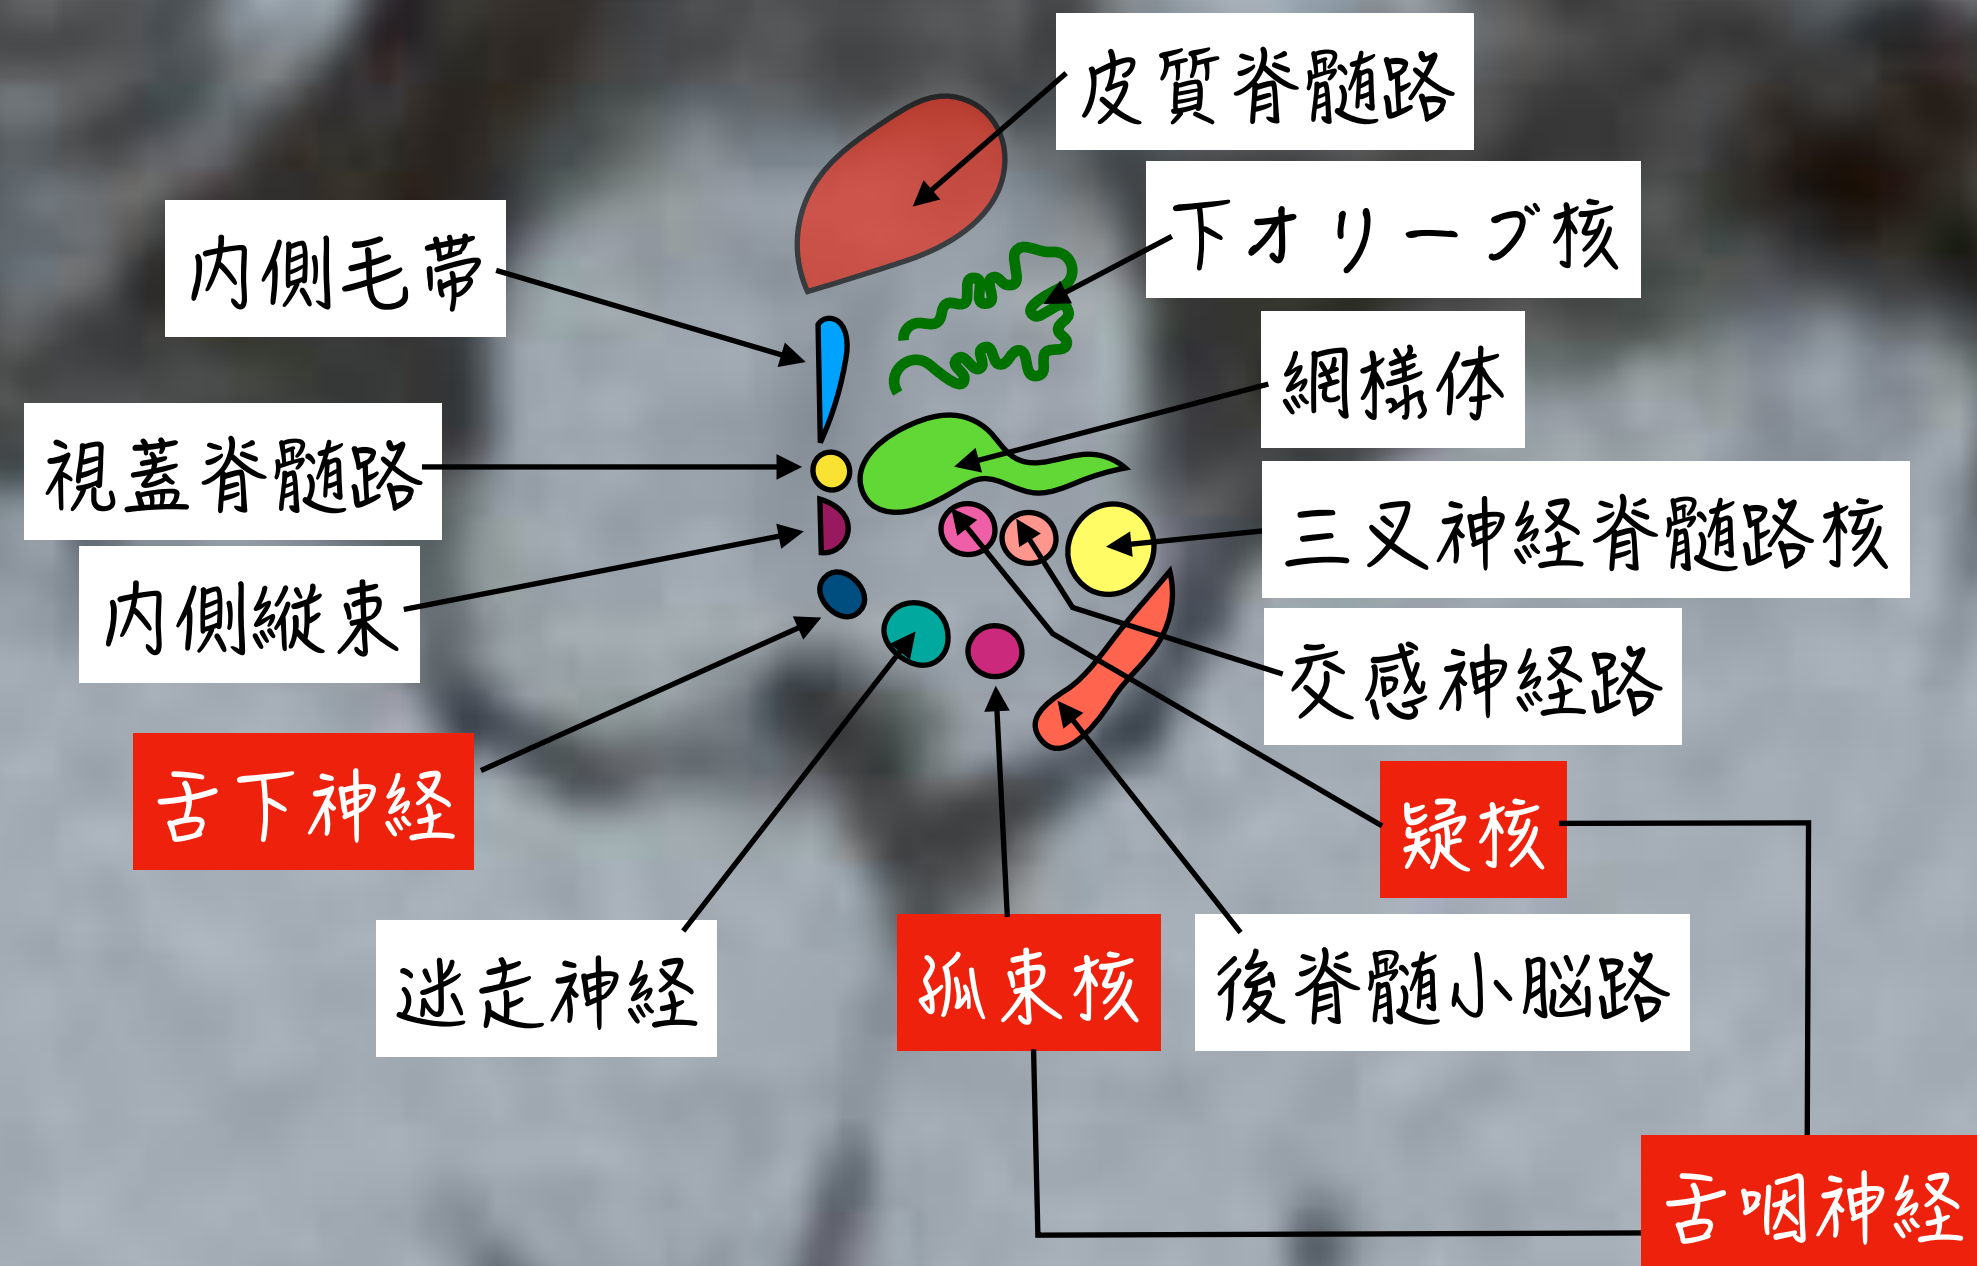 皮質脊髄路
下オリーブ核
内側毛帯
網様体
視蓋脊髄路
三叉神経脊髄路核
内側縦束
交感神経路
舌下神経
疑核
迷走神経
孤束核
後脊髄小脳路
舌咽神経